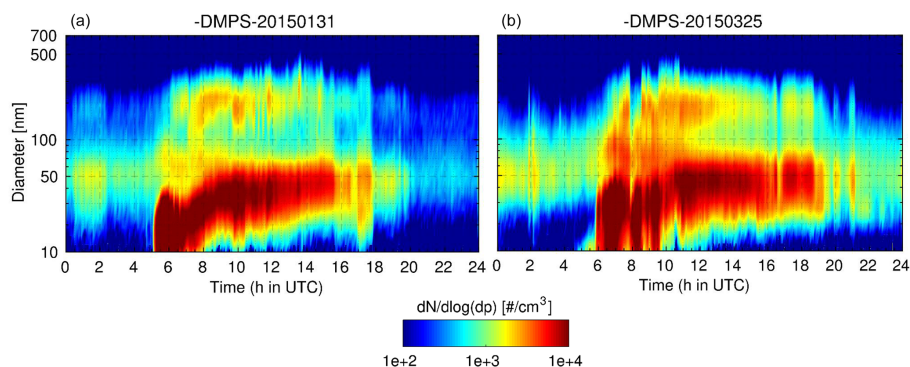 (a) -DMPS-20150131
(b) -DMPS-20150325
Diameter [nm]
700
500
100
50
10
0 2 4 6 8 10 12 14 16 18 20 22 24
0 2 4 6 8 10 12 14 16 18 20 22 24
Time (h in UTC)
Time (h in UTC)
dN/dlog(dp) [#/cm³]
1e+2 1e+3 1e+4